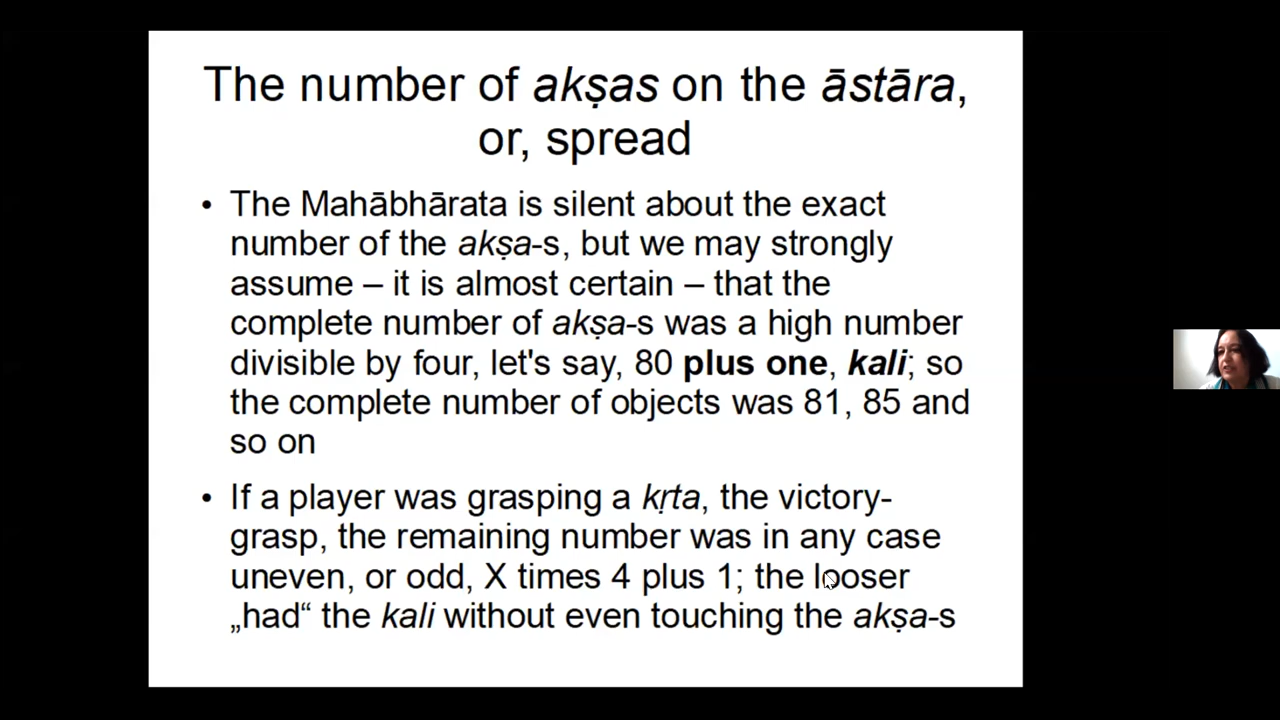 The number of akṣas on the āstāra,
or, spread
• The Mahābhārata is silent about the exact
number of the akṣa-s, but we may strongly
assume – it is almost certain – that the
complete number of akṣa-s was a high number
divisible by four, let's say, 80 plus one, kali; so
the complete number of objects was 81, 85 and
so on
• If a player was grasping a kṛta, the victory-
grasp, the remaining number was in any case
uneven, or odd, X times 4 plus 1; the looser
„had“ the kali without even touching the akṣa-s